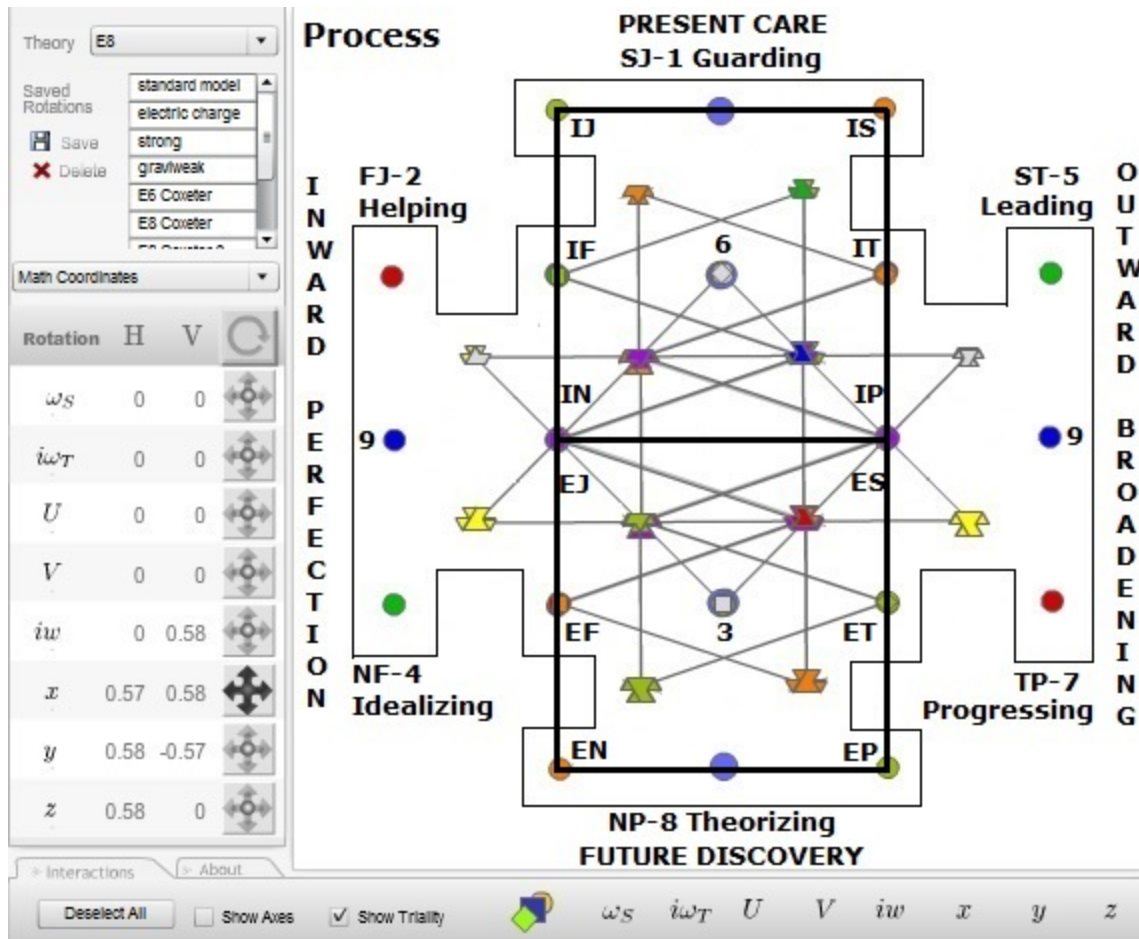 Theory E8
Saved
Rotations
standard model
electric charge
strong
graviweak
E6 Coxeter
E8 Coxeter
E8 Coxeter 2
Save
Delete
Math Coordinates
Rotation H V
ωS 0 0
iωT 0 0
U 0 0
V 0 0
iw 0 0.58
x 0.57 0.58
y 0.58 -0.57
z 0.58 0
Interactions
About
Deselect All
Show Axes
Show Triality
ωS iωT U V iw x y z
Process
PRESENT CARE
SJ-1 Guarding
IJ
IS
FJ-2
Helping
ST-5
Leading
INWARD PERFECTION
OUTWARD BROADENING
6
IF
IT
IN
IP
9
9
EJ
ES
EF
3
ET
NF-4
Idealizing
TP-7
Progressing
EN
EP
NP-8 Theorizing
FUTURE DISCOVERY